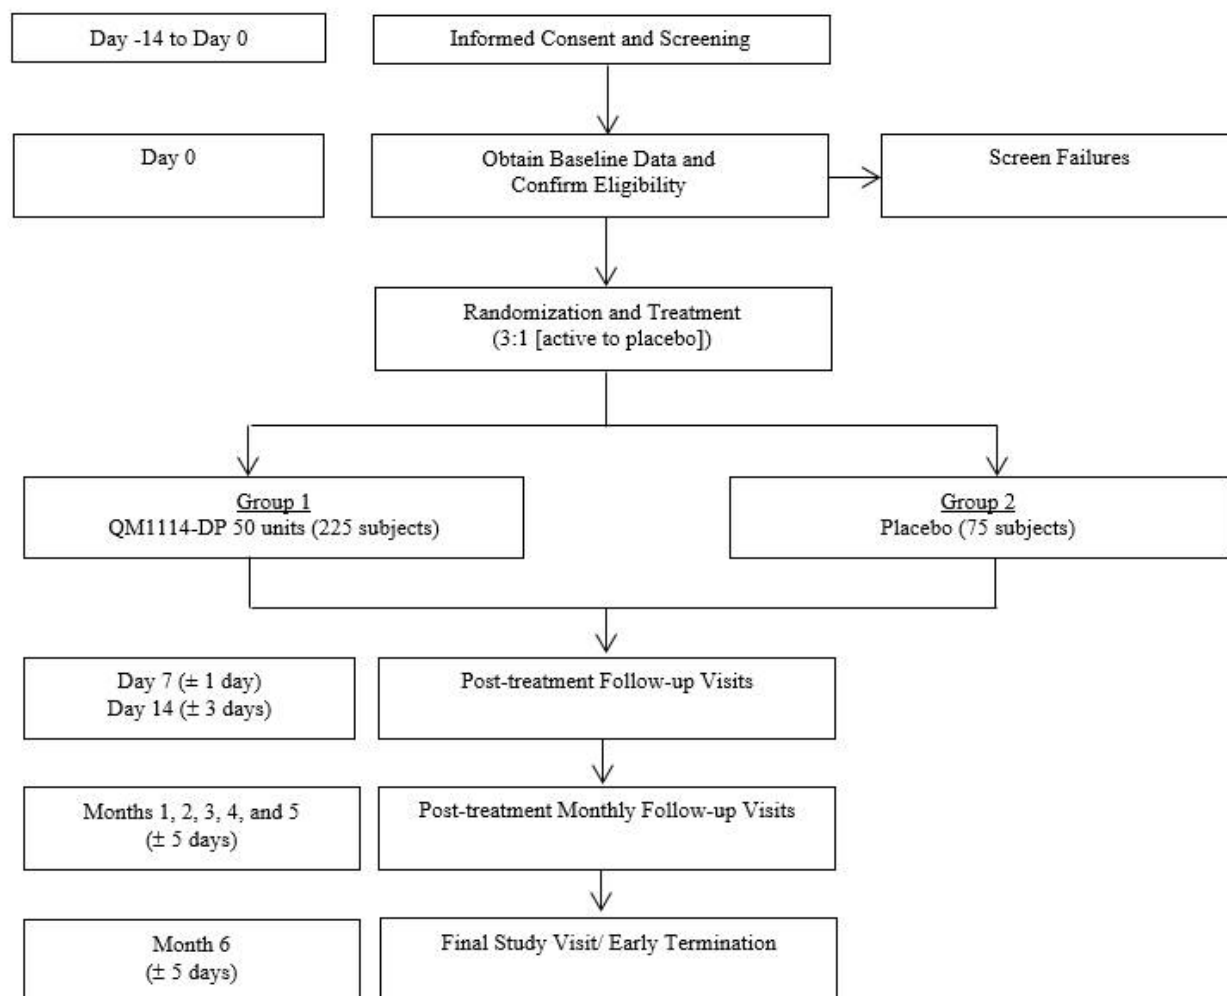 Day -14 to Day 0
Informed Consent and Screening
Day 0
Obtain Baseline Data and
Confirm Eligibility
Screen Failures
Randomization and Treatment
(3:1 [active to placebo])
Group 1
QM1114-DP 50 units (225 subjects)
Group 2
Placebo (75 subjects)
Day 7 (± 1 day)
Day 14 (± 3 days)
Post-treatment Follow-up Visits
Months 1, 2, 3, 4, and 5
(± 5 days)
Post-treatment Monthly Follow-up Visits
Month 6
(± 5 days)
Final Study Visit/ Early Termination